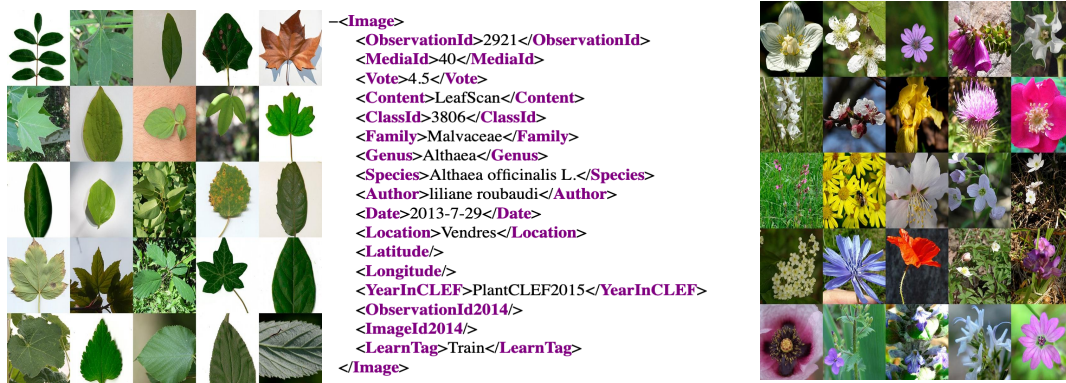 –<Image>
<ObservationId>2921</ObservationId>
<MediaId>40</MediaId>
<Vote>4.5</Vote>
<Content>LeafScan</Content>
<ClassId>3806</ClassId>
<Family>Malvaceae</Family>
<Genus>Althaea</Genus>
<Species>Althaea officinalis L.</Species>
<Author>liliane roubaudi</Author>
<Date>2013-7-29</Date>
<Location>Vendres</Location>
<Latitude/>
<Longitude/>
<YearInCLEF>PlantCLEF2015</YearInCLEF>
<ObservationId2014/>
<ImageId2014/>
<LearnTag>Train</LearnTag>
</Image>